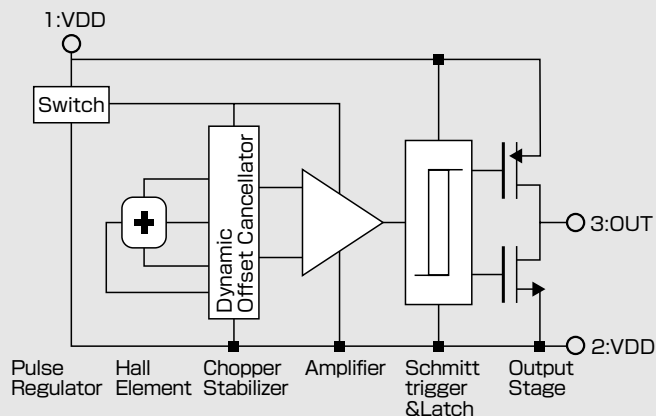 1:VDD
Switch
Dynamic
Offset Cancellator
3:OUT
2:VDD
Pulse
Regulator
Hall
Element
Chopper
Stabilizer
Amplifier
Schmitt
trigger
&Latch
Output
Stage